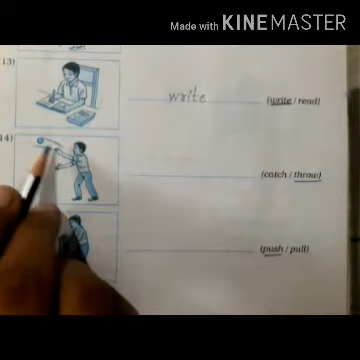 Made with KINEMASTER
13)
write
(write / read)
14)
(catch / throw)
(push / pull)